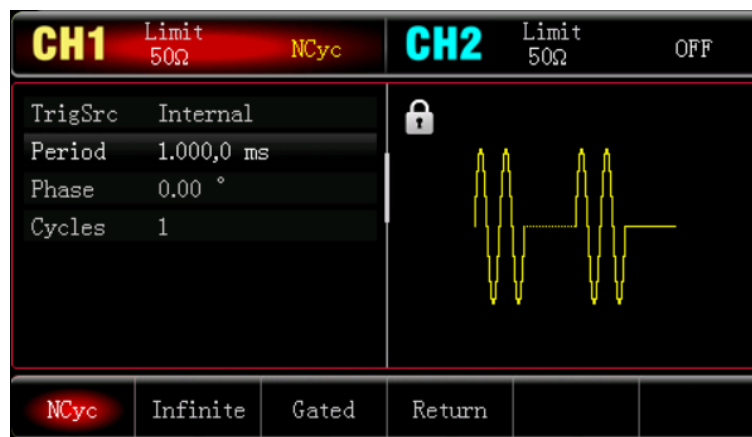 CH1 Limit 50Ω NCyc CH2 Limit 50Ω OFF
TrigSrc Internal
Period 1.000,0 ms
Phase 0.00 °
Cycles 1
NCyc Infinite Gated Return